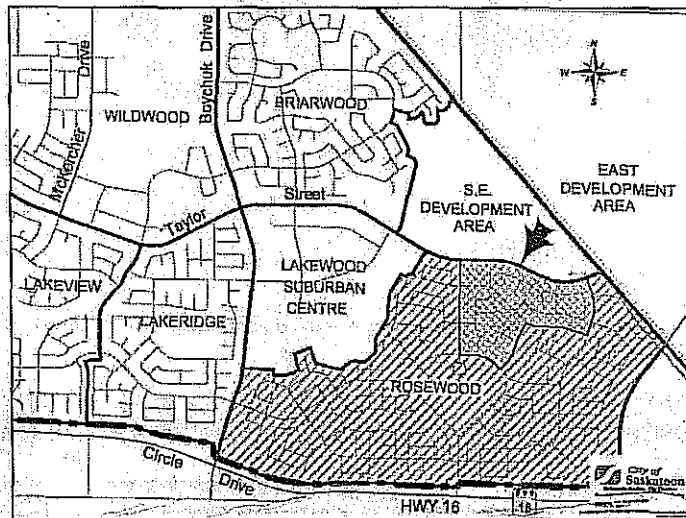 N
W E
S
McKercher Drive
WILDWOOD
Boychuk Drive
BRIARWOOD
EAST
DEVELOPMENT
AREA
S.E.
DEVELOPMENT
AREA
Taylor Street
LAKEVIEW
LAKERIDGE
LAKEWOOD
SUBURBAN
CENTRE
ROSEWOOD
Circle Drive
HWY 16
16
City of
Saskatoon